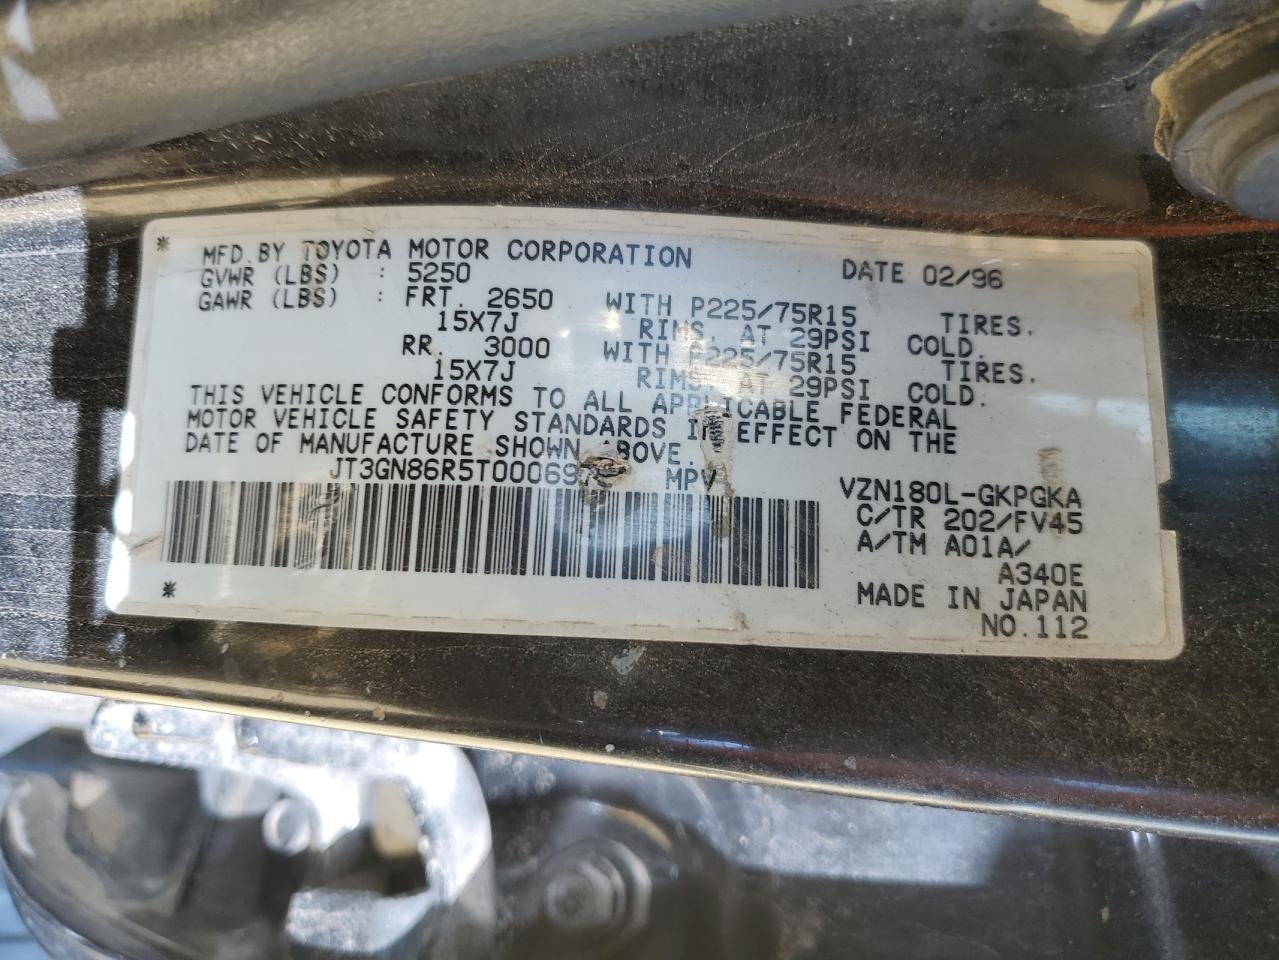 * MFD.BY TOYOTA MOTOR CORPORATION DATE 02/96
GVWR (LBS) : 5250
GAWR (LBS) : FRT. 2650 WITH P225/75R15 TIRES.
15X7J RIMS. AT 29PSI COLD.
RR. 3000 WITH P225/75R15 TIRES.
15X7J RIMS. AT 29PSI COLD.
THIS VEHICLE CONFORMS TO ALL APPLICABLE FEDERAL
MOTOR VEHICLE SAFETY STANDARDS IN EFFECT ON THE
DATE OF MANUFACTURE SHOWN ABOVE.
MPV VZN180L-GKPGKA
C/TR 202/FV45
A/TM A01A/
A340E
* MADE IN JAPAN
NO.112